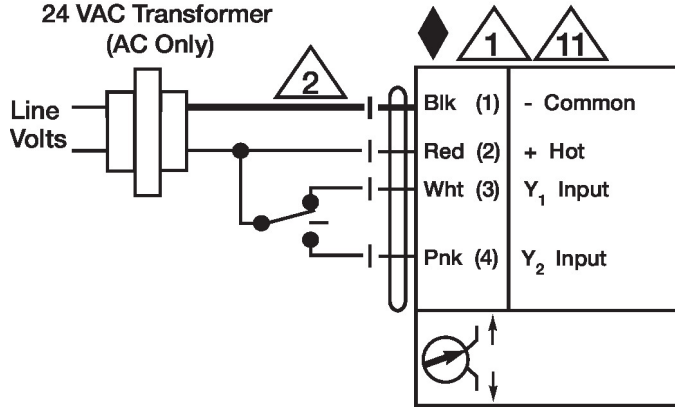 24 VAC Transformer
(AC Only)
1
11
2
Line
Volts
Blk (1) - Common
Red (2) + Hot
Wht (3) Y1 Input
Pnk (4) Y2 Input